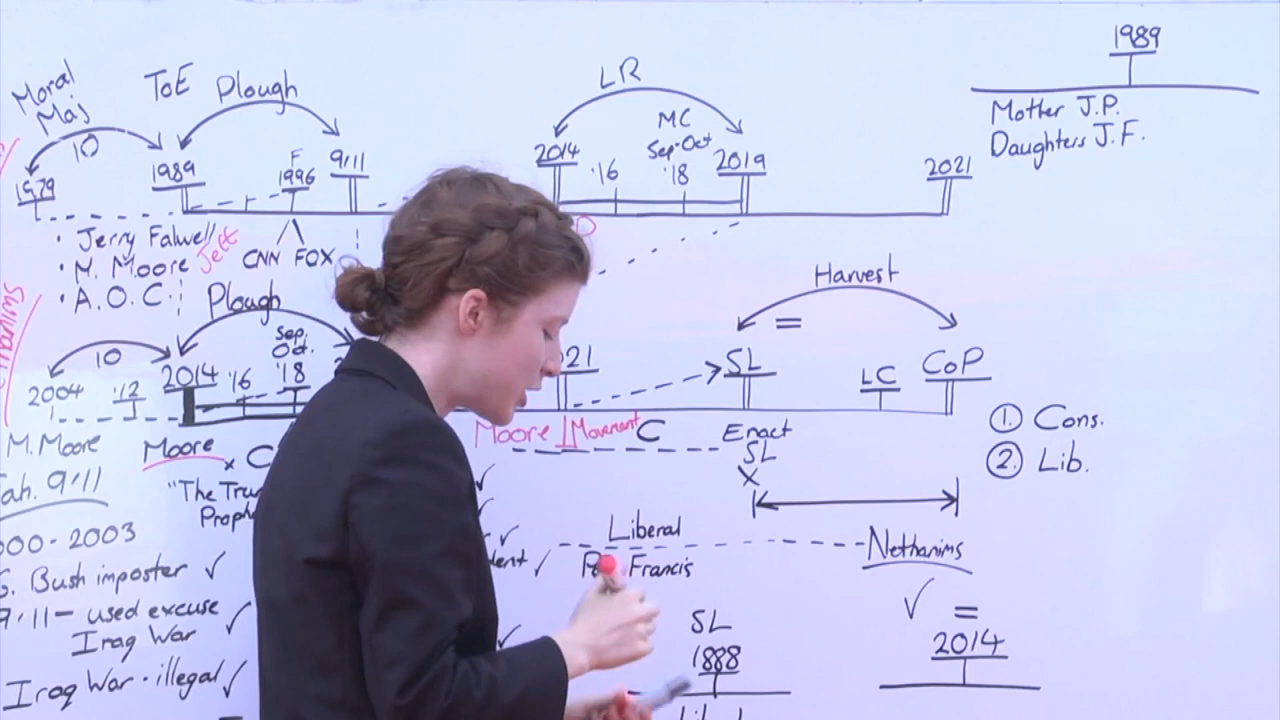 Moral
Maj
10
1979
ToE
Plough
1989
F
1996
9/11
CNN FOX
LR
MC
Sep-Oct
2014
'16
'18
2019
2021
1989
Mother J.P.
Daughters J.F.
• Jerry Falwell
Jeff
• M. Moore
• A.O.C.
Plough
10
2004
'12
2014
'16
Sep.
Oct.
'18
21
Harvest
=
SL
LC
CoP
M. Moore
Moore
x C
Moore
Movement
C
Enact
SL
X
① Cons.
② Lib.
9/11
"The
2000-2003
Bush imposter ✓
9/11 - used excuse
Iraq War ✓
Iraq War - illegal ✓
✓
✓
✓
✓
✓
Liberal
Francis
Nethanims
✓ =
2014
SL
1888